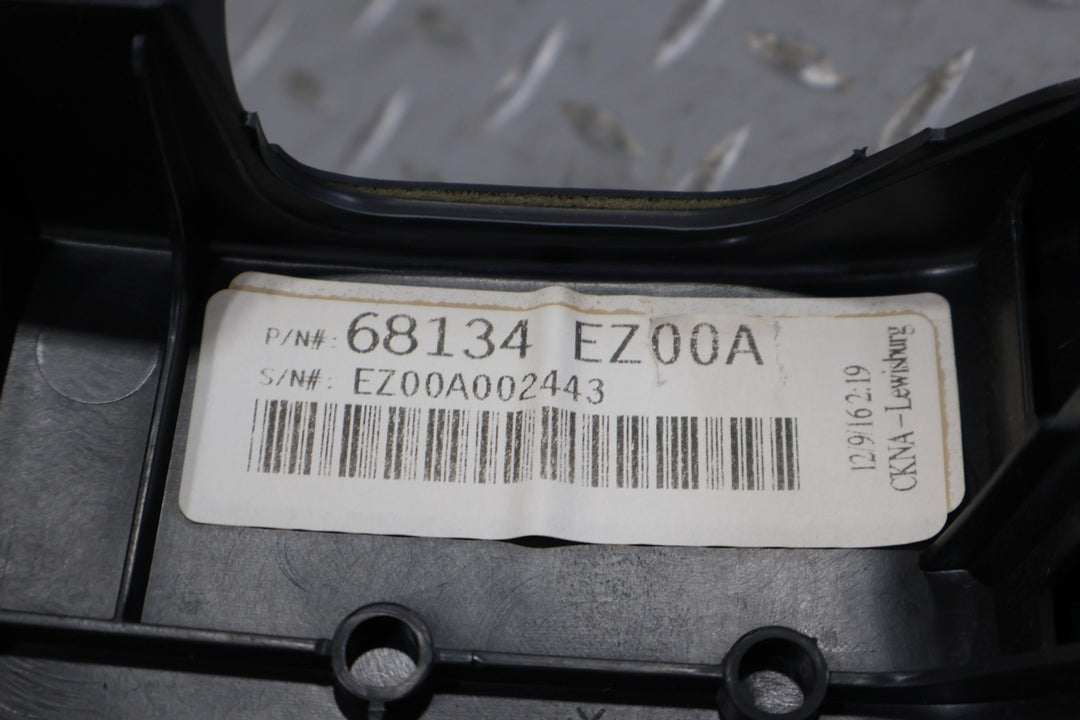 P/N#: 68134 EZ00A
S/N#: EZ00A002443
12/9/16 2:19
CKNA-Lewisburg